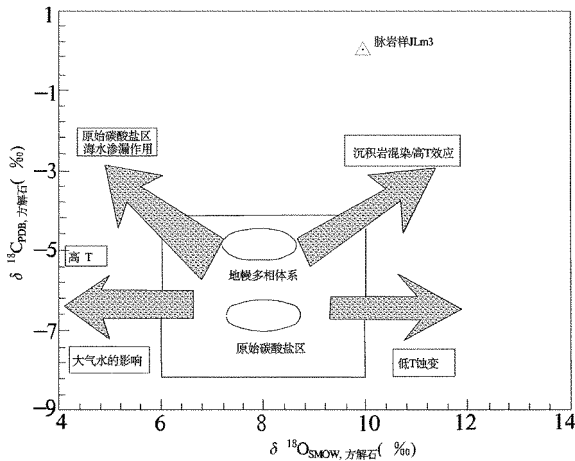 1
脉岩样JLm3
-1
原始碳酸盐区
海水渗漏作用
沉积岩混染/高T效应
-3
δ ¹⁸C_PDB, 方解石( ‰)
-5
高 T
地幔多相体系
-7
原始碳酸盐区
大气水的影响
低T蚀变
-9
4 6 8 10 12 14
δ ¹⁸O_SMOW, 方解石( ‰)